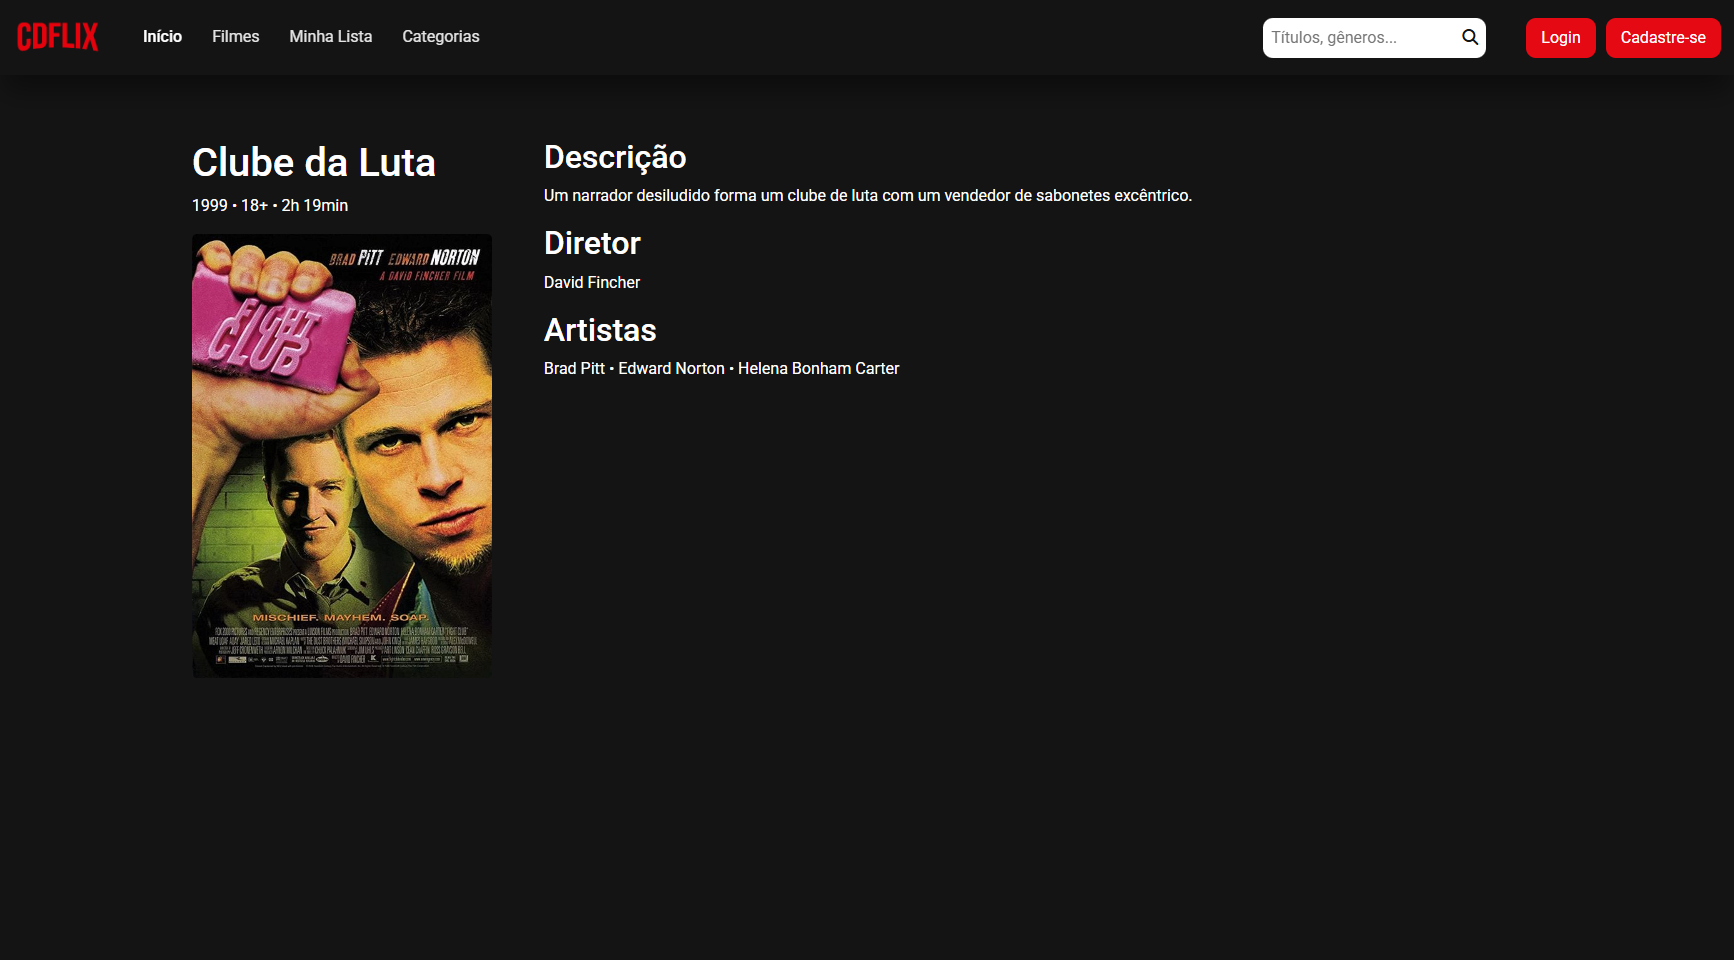 CDFLIX
Início Filmes Minha Lista Categorias
Títulos, gêneros...
Login Cadastre-se
Clube da Luta
1999 • 18+ • 2h 19min
BRAD PITT EDWARD NORTON
A DAVID FINCHER FILM
FIGHT
CLUB
MISCHIEF. MAYHEM. SOAP.
Descrição
Um narrador desiludido forma um clube de luta com um vendedor de sabonetes excêntrico.
Diretor
David Fincher
Artistas
Brad Pitt • Edward Norton • Helena Bonham Carter